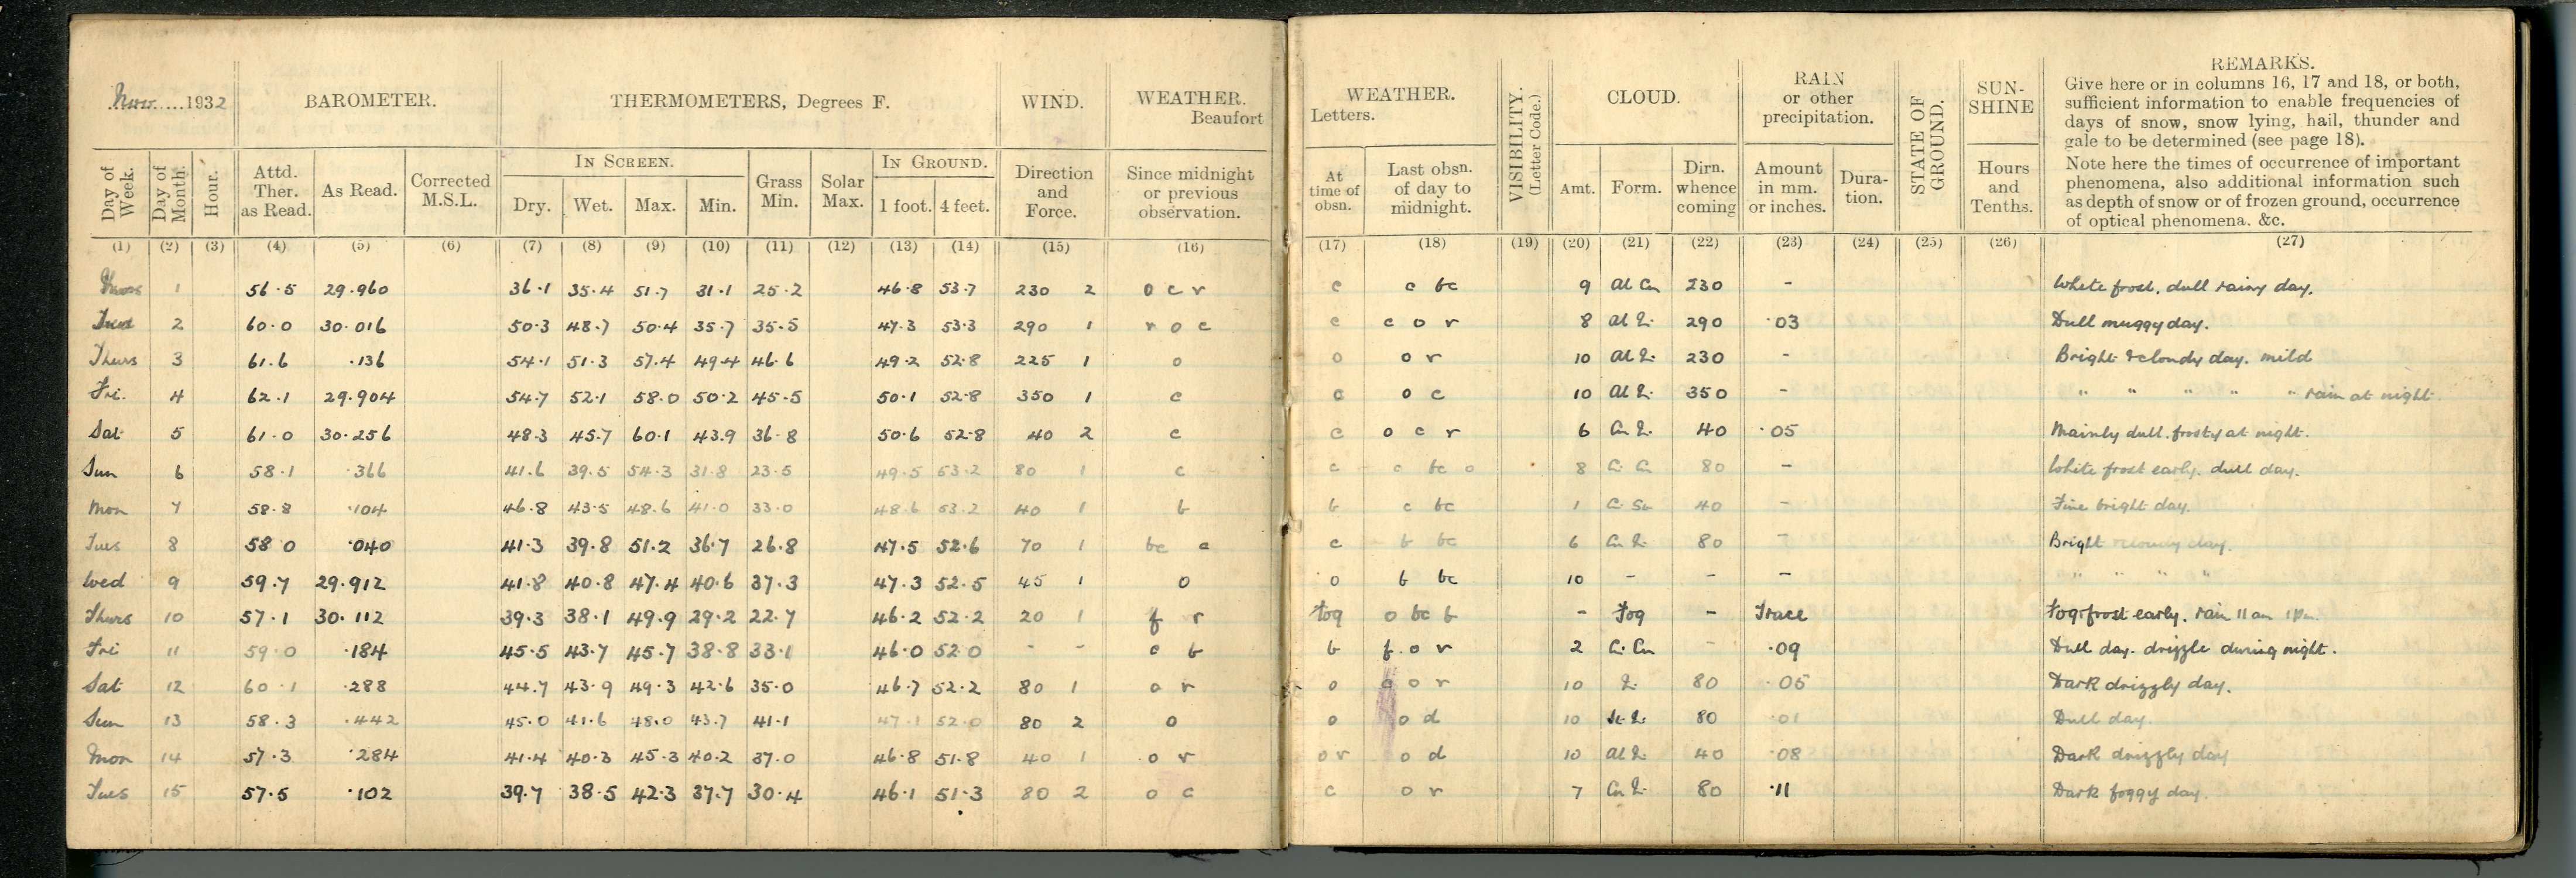 Nov.....1932 BAROMETER. THERMOMETERS, Degrees F. WIND. WEATHER. Beaufort
Day of Week. Day of Month. Hour. Attd. Ther. as Read. As Read. Corrected M.S.L. IN SCREEN. Dry. Wet. Max. Min. Grass Min. Solar Max. IN GROUND. 1 foot. 4 feet. Direction and Force. Since midnight or previous observation.
(1) (2) (3) (4) (5) (6) (7) (8) (9) (10) (11) (12) (13) (14) (15) (16)
1 56.5 29.960 36.1 35.4 51.7 31.1 25.2 46.8 53.7 230 2 o c r
2 60.0 30.016 50.3 48.7 50.4 35.7 35.5 47.3 53.3 290 1 r o c
Thurs 3 61.6 .136 54.1 51.3 57.4 49.4 46.6 49.2 52.8 225 1 o
Fri. 4 62.1 29.904 54.7 52.1 58.0 50.2 45.5 50.1 52.8 350 1 c
Sat 5 61.0 30.256 48.3 45.7 60.1 43.9 36.8 50.6 52.8 40 2 c
Sun 6 58.1 .366 41.6 39.5 54.3 31.8 23.5 49.5 53.2 80 1 c
Mon 7 58.8 .104 46.8 43.5 48.6 41.0 33.0 48.6 53.2 40 1 b
Tues 8 58.0 .040 41.3 39.8 51.2 36.7 26.8 47.5 52.6 70 1 bc c
Wed 9 59.7 29.912 41.8 40.8 47.4 40.6 37.3 47.3 52.5 45 1 o
Thurs 10 57.1 30.112 39.3 38.1 49.9 29.2 22.7 46.2 52.2 20 1 f r
Fri 11 59.0 .184 45.5 43.7 45.7 38.8 33.1 46.0 52.0 - - c b
Sat 12 60.1 .288 44.7 43.9 49.3 42.6 35.0 46.7 52.2 80 1 o r
Sun 13 58.3 .442 45.0 41.6 48.0 43.7 41.1 47.1 52.0 80 2 o
Mon 14 57.3 .284 41.4 40.3 45.3 40.2 37.0 46.8 51.8 40 1 o r
Tues 15 57.5 .102 39.7 38.5 42.3 37.7 30.4 46.1 51.3 80 2 o c
WEATHER. Letters. VISIBILITY. (Letter Code.) CLOUD. RAIN or other precipitation. STATE OF GROUND. SUN-SHINE REMARKS.
Give here or in columns 16, 17 and 18, or both,
sufficient information to enable frequencies of
days of snow, snow lying, hail, thunder and
gale to be determined (see page 18).
Note here the times of occurrence of important
phenomena, also additional information such
as depth of snow or of frozen ground, occurrence
of optical phenomena. &c.
At time of obsn. Last obsn. of day to midnight. Amt. Form. Dirn. whence coming Amount in mm. or inches. Dura-tion. Hours and Tenths.
(17) (18) (19) (20) (21) (22) (23) (24) (25) (26) (27)
c c bc 9 Al Cu 230 - White frost. dull rainy day.
c c o r 8 Al 290 .03 Dull muggy day.
o o r 10 Al 230 - Bright & cloudy day. mild
c o c 10 Al 350 - " " " " " rain at night.
c o c r 6 Cu 40 .05 Mainly dull. frosty at night.
c c bc o 8 Ci Cu 80 - White frost early. dull day.
b c bc 1 40 - Fine bright day.
c b bc 6 Cu 80 - Bright cloudy day.
o b bc 10 - - - " " " "
fog o bc b - Fog - Trace Fog & frost early. rain 11 am 1 pm.
b f. o r 2 Ci. Cu - .09 Dull day. drizzle during night.
o o o r 10 80 .05 Dark drizzly day.
o o d 10 80 .01 Dull day.
o r o d 10 Al 40 .08 Dark drizzly day
c o r 7 Cu 80 .11 Dark foggy day.